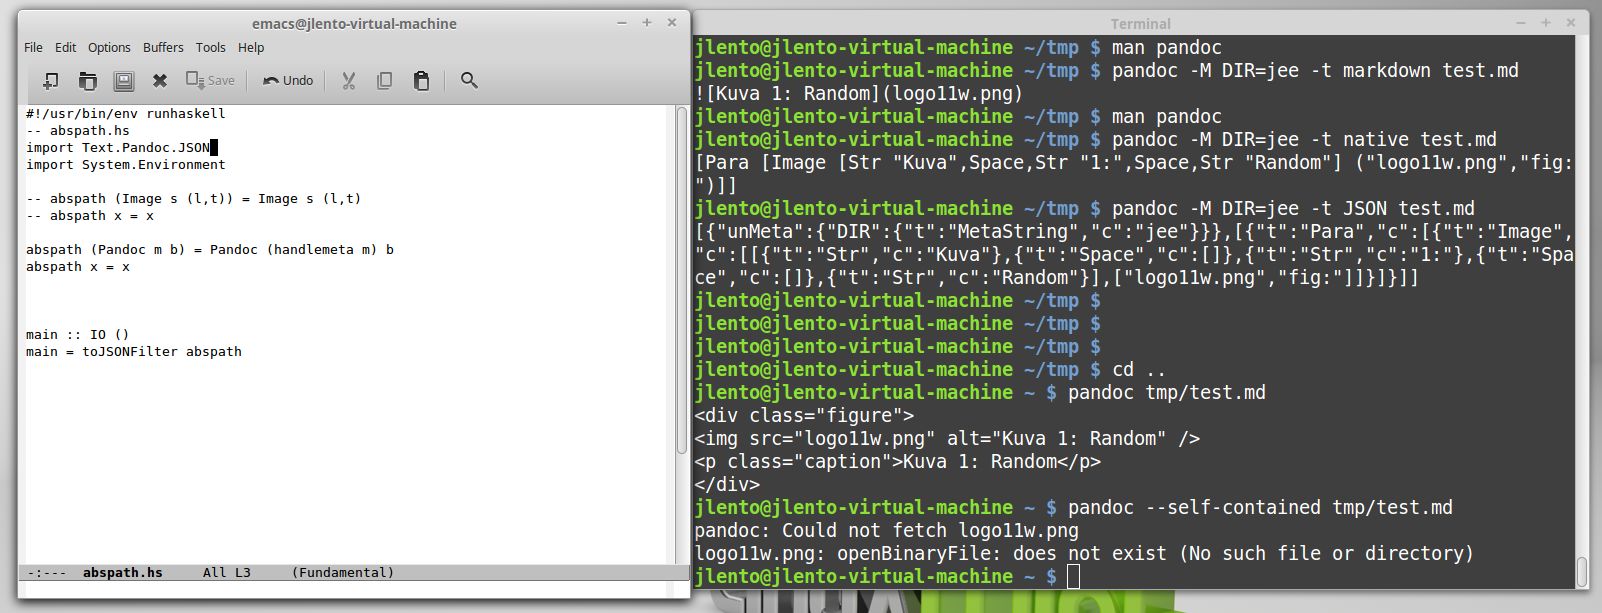 emacs@jlento-virtual-machine
File Edit Options Buffers Tools Help
Save Undo
#!/usr/bin/env runhaskell
-- abspath.hs
import Text.Pandoc.JSON
import System.Environment
-- abspath (Image s (l,t)) = Image s (l,t)
-- abspath x = x
abspath (Pandoc m b) = Pandoc (handlemeta m) b
abspath x = x
main :: IO ()
main = toJSONFilter abspath
-:--- abspath.hs All L3 (Fundamental)
Terminal
jlento@jlento-virtual-machine ~/tmp $ man pandoc
jlento@jlento-virtual-machine ~/tmp $ pandoc -M DIR=jee -t markdown test.md
![Kuva 1: Random](logo11w.png)
jlento@jlento-virtual-machine ~/tmp $ man pandoc
jlento@jlento-virtual-machine ~/tmp $ pandoc -M DIR=jee -t native test.md
[Para [Image [Str "Kuva",Space,Str "1:",Space,Str "Random"] ("logo11w.png","fig:
")]]
jlento@jlento-virtual-machine ~/tmp $ pandoc -M DIR=jee -t JSON test.md
[{"unMeta":{"DIR":{"t":"MetaString","c":"jee"}}},[{"t":"Para","c":[{"t":"Image",
"c":[[{"t":"Str","c":"Kuva"},{"t":"Space","c":[]},{"t":"Str","c":"1:"},{"t":"Spa
ce","c":[]},{"t":"Str","c":"Random"}],["logo11w.png","fig:"]]}]}]]
jlento@jlento-virtual-machine ~/tmp $
jlento@jlento-virtual-machine ~/tmp $
jlento@jlento-virtual-machine ~/tmp $
jlento@jlento-virtual-machine ~/tmp $ cd ..
jlento@jlento-virtual-machine ~ $ pandoc tmp/test.md
<div class="figure">
<img src="logo11w.png" alt="Kuva 1: Random" />
<p class="caption">Kuva 1: Random</p>
</div>
jlento@jlento-virtual-machine ~ $ pandoc --self-contained tmp/test.md
pandoc: Could not fetch logo11w.png
logo11w.png: openBinaryFile: does not exist (No such file or directory)
jlento@jlento-virtual-machine ~ $